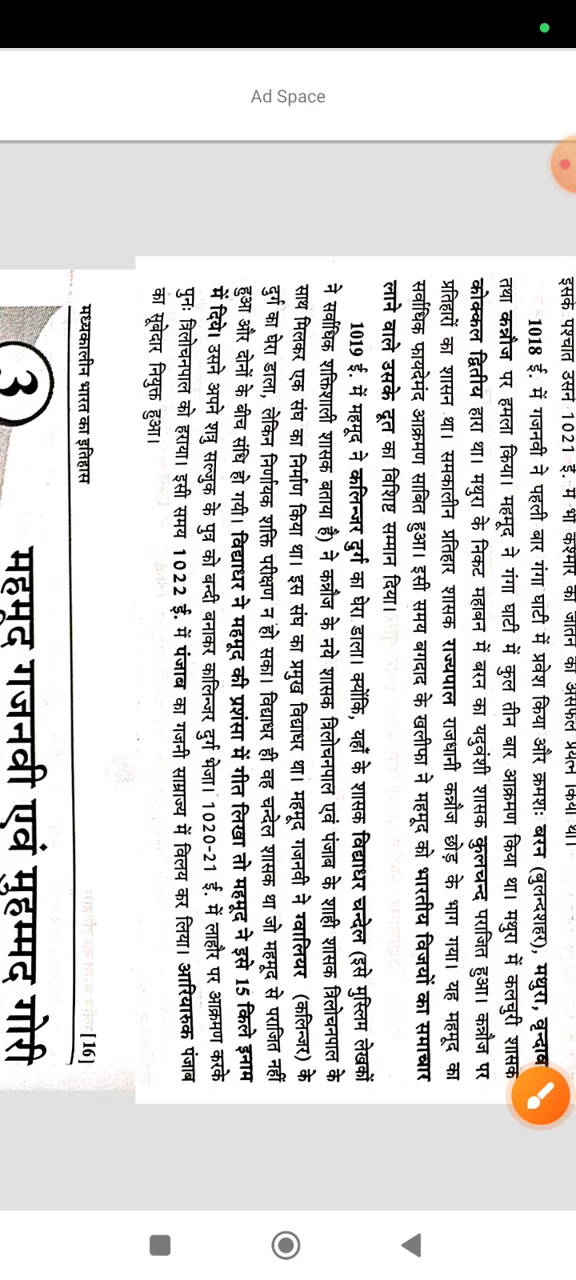 Ad Space
इसके पश्चात उसने 1021 ई. में भी कश्मीर को जीतने का असफल प्रयत्न किया था।
1018 ई. में गजनवी ने पहली बार गंगा घाटी में प्रवेश किया और क्रमशः बरन (बुलन्दशहर), मथुरा, वृन्दाव
तथा कन्नौज पर हमला किया। महमूद ने गंगा घाटी में कुल तीन बार आक्रमण किया था। मथुरा में कलचुरी शासक
कोक्कल द्वितीय हारा था। मथुरा के निकट महाबन में बरन का यदुवंशी शासक कुलचन्द पराजित हुआ। कन्नौज पर
प्रतिहारों का शासन था। समकालीन प्रतिहार शासक राज्यपाल राजधानी कन्नौज छोड़ के भाग गया। यह महमूद का
सर्वाधिक फायदेमंद आक्रमण साबित हुआ। इसी समय बगदाद के खलीफा ने महमूद को भारतीय विजयों का समाचार
लाने वाले उसके दूत का विशिष्ट सम्मान दिया।
1019 ई. में महमूद ने कलिन्जर दुर्ग का घेरा डाला। क्योंकि, यहाँ के शासक विद्याधर चन्देल (इसे मुस्लिम लेखकों
ने सर्वाधिक शक्तिशाली शासक बताया है) ने कन्नौज के नये शासक त्रिलोचनपाल एवं पंजाब के शाही शासक त्रिलोचनपाल के
साथ मिलकर एक संघ का निर्माण किया था। इस संघ का प्रमुख विद्याधर था। महमूद गजनवी ने ग्वालियर (कलिन्जर) के
दुर्ग का घेरा डाला, लेकिन निर्णायक शक्ति परीक्षण न हो सका। विद्याधर ही वह चन्देल शासक था जो महमूद से पराजित नहीं
हुआ और दोनों के बीच संधि हो गयी। विद्याधर ने महमूद की प्रशंसा में गीत लिखा तो महमूद ने इसे 15 किले इनाम
में दिये। उसने अपने शत्रु सल्जुक के पुत्र को बन्दी बनाकर कालिन्जर दुर्ग भेजा। 1020-21 ई. में लाहौर पर आक्रमण करके
पुनः त्रिलोचनपाल को हराया। इसी समय 1022 ई. में पंजाब का गजनी साम्राज्य में विलय कर लिया। आरियारुक पंजाब
का सूबेदार नियुक्त हुआ।
मध्यकालीन भारत का इतिहास [16]
3 महमूद गजनवी एवं मुहम्मद गोरी